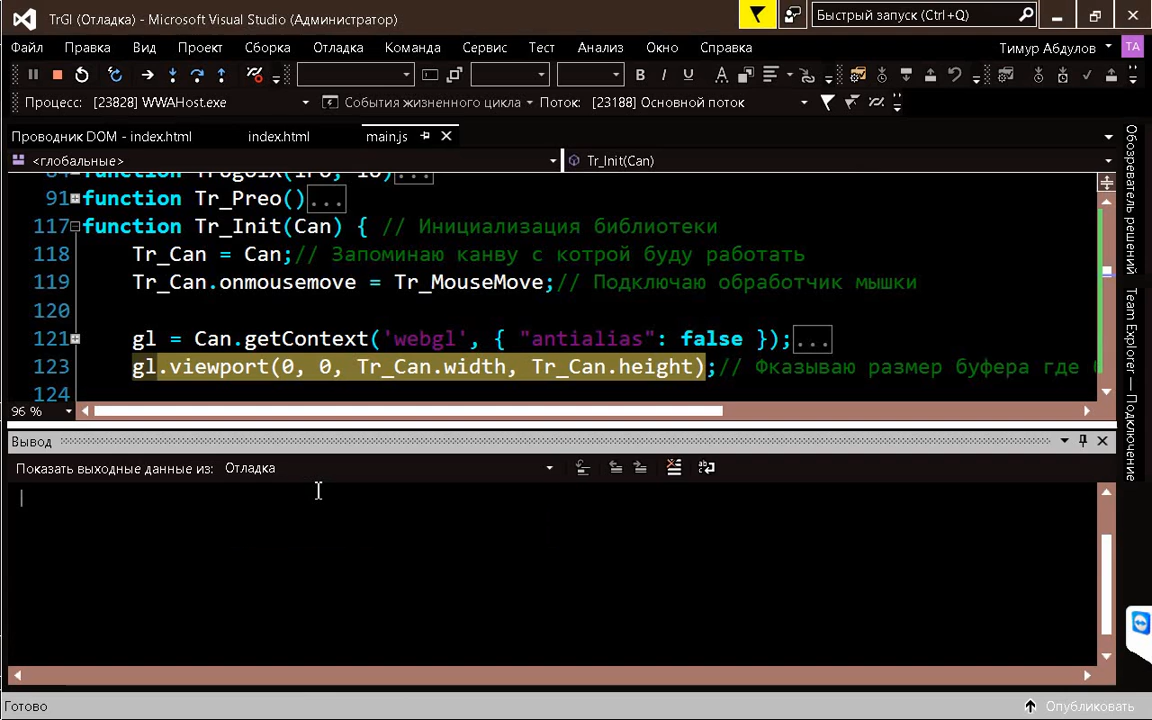 TrGl (Отладка) - Microsoft Visual Studio (Администратор)
Быстрый запуск (Ctrl+Q)
Файл Правка Вид Проект Сборка Отладка Команда Сервис Тест Анализ Окно Справка Тимур Абдулов TA
B I U A
Процесс: [23828] WWAHost.exe События жизненного цикла Поток: [23188] Основной поток
Проводник DOM - index.html index.html main.js
<глобальные> Tr_Init(Can)
91 function Tr_Preo()...
117 function Tr_Init(Can) { // Инициализация библиотеки
118 Tr_Can = Can;// Запоминаю канву с котрой буду работать
119 Tr_Can.onmousemove = Tr_MouseMove;// Подключаю обработчик мышки
120
121 gl = Can.getContext('webgl', { "antialias": false });...
123 gl.viewport(0, 0, Tr_Can.width, Tr_Can.height);// Фказываю размер буфера где
124
96 %
Вывод
Показать выходные данные из: Отладка
Готово Опубликовать
Обозреватель решений
Team Explorer — Подключение